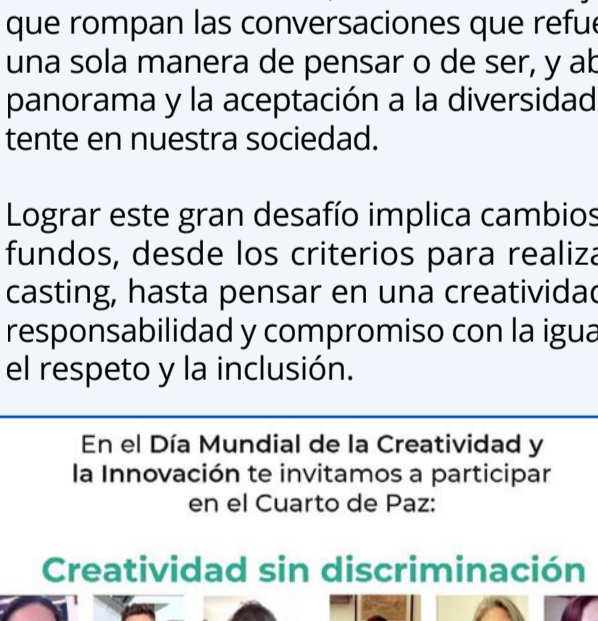 que rompan las conversaciones que refue
una sola manera de pensar o de ser, y ab
panorama y la aceptación a la diversidad
tente en nuestra sociedad.
Lograr este gran desafío implica cambios
fundos, desde los criterios para realiza
casting, hasta pensar en una creatividad
responsabilidad y compromiso con la igua
el respeto y la inclusión.
En el Día Mundial de la Creatividad y
la Innovación te invitamos a participar
en el Cuarto de Paz:
Creatividad sin discriminación